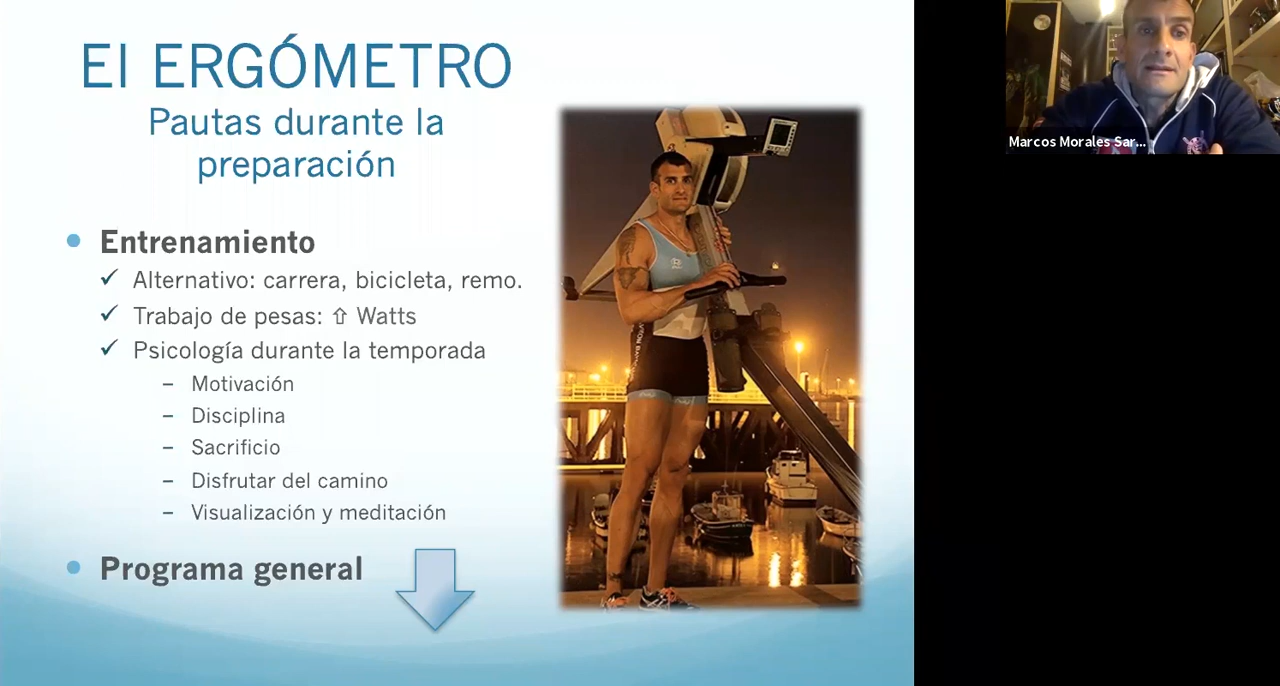 El ERGÓMETRO
Pautas durante la
preparación
Entrenamiento
✓ Alternativo: carrera, bicicleta, remo.
✓ Trabajo de pesas: ⇧ Watts
✓ Psicología durante la temporada
– Motivación
– Disciplina
– Sacrificio
– Disfrutar del camino
– Visualización y meditación
Programa general
Marcos Morales Sar...